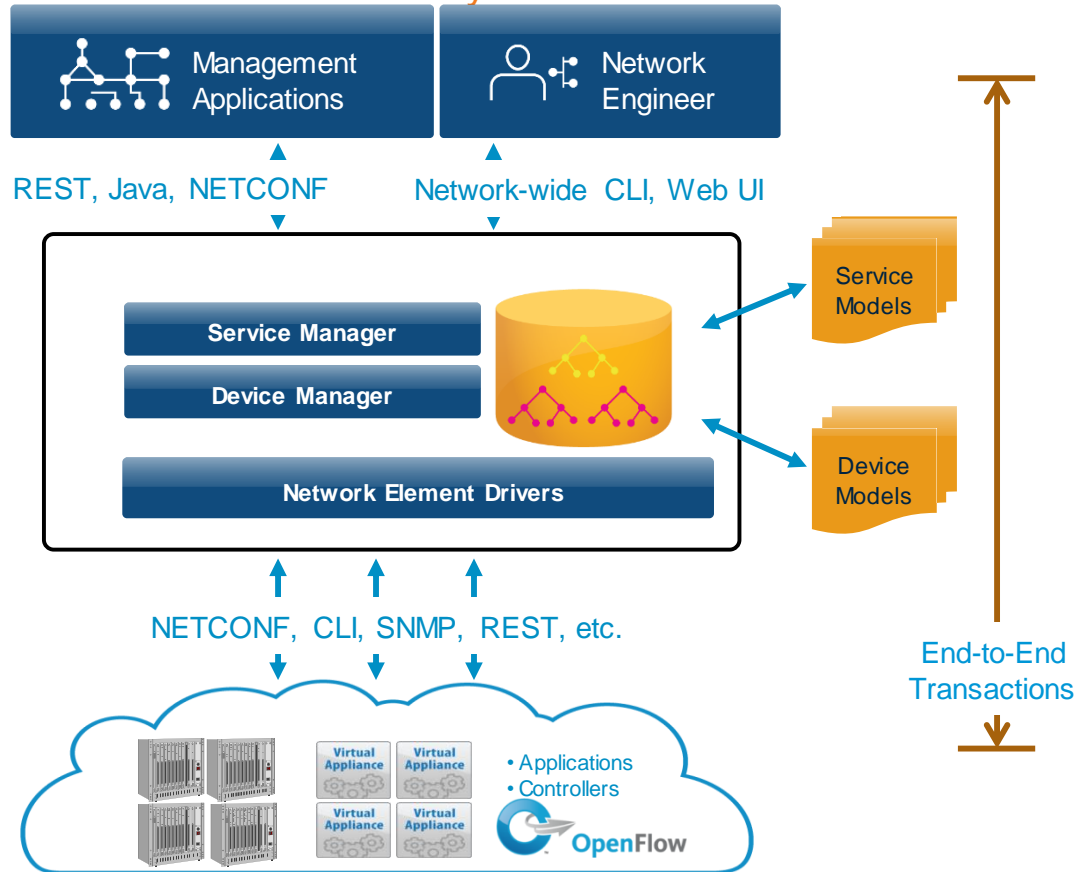 Management
Applications
Network
Engineer
REST, Java, NETCONF
Network-wide CLI, Web UI
Service Manager
Device Manager
Network Element Drivers
Service
Models
Device
Models
NETCONF, CLI, SNMP, REST, etc.
End-to-End
Transactions
Virtual
Appliance
Virtual
Appliance
Virtual
Appliance
Virtual
Appliance
• Applications
• Controllers
OpenFlow